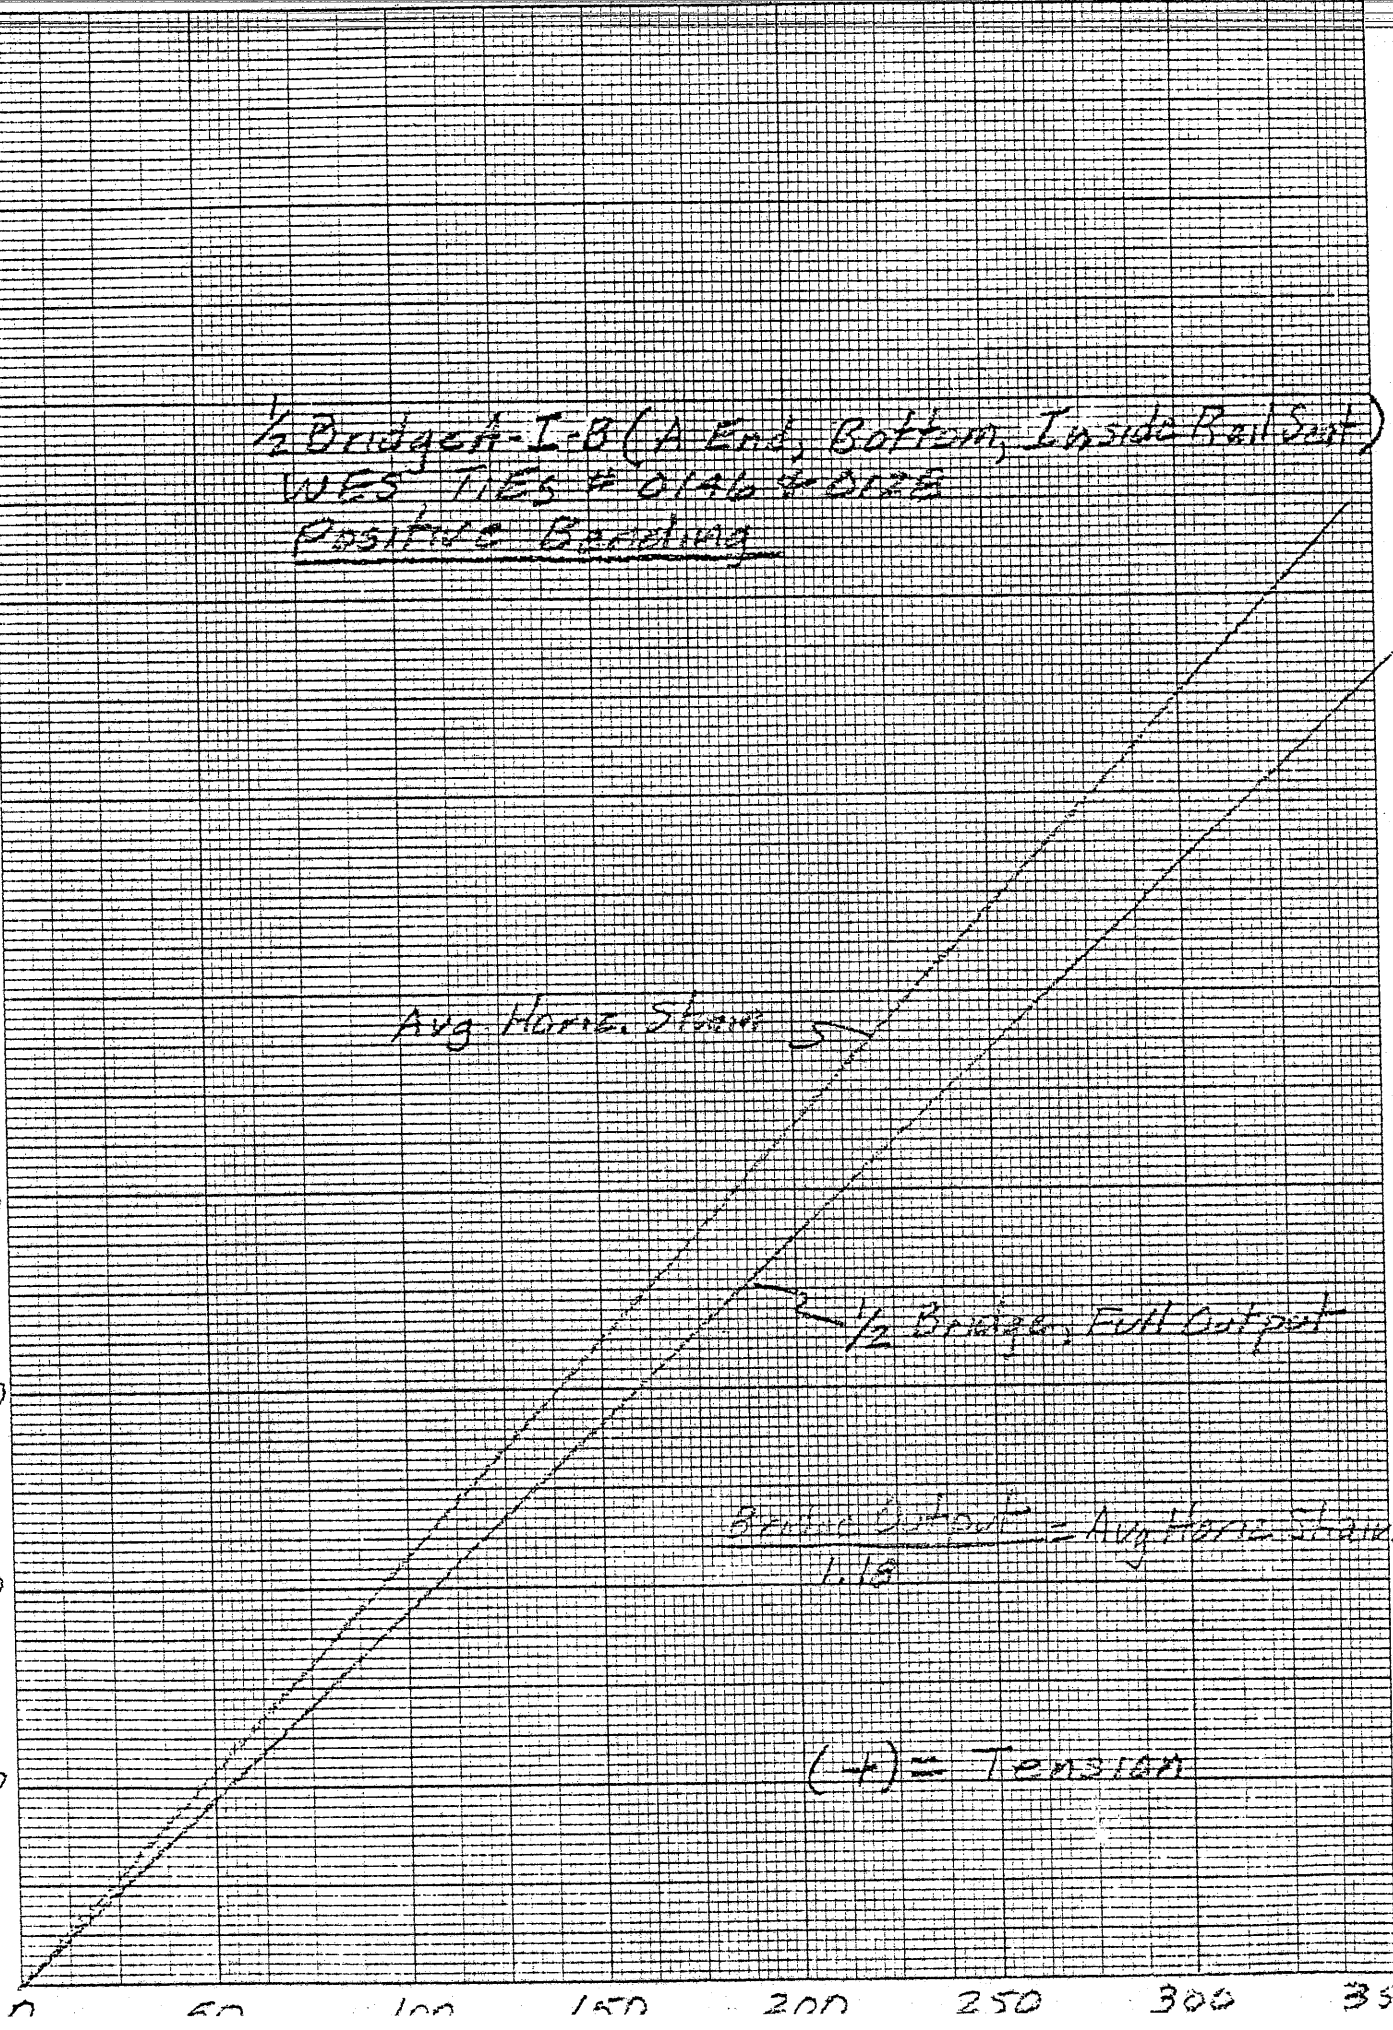 1/2 Bridge A-I-B (A End, Bottom, Inside Rail Seat)
WES TIES # 0146 & 0128
Positive Bending
Avg Horiz. Strain
1/2 Bridge, Full Output
Bridge Output = Avg Horiz Strain
1.18
(+) = Tension
0 50 100 150 200 250 300 35